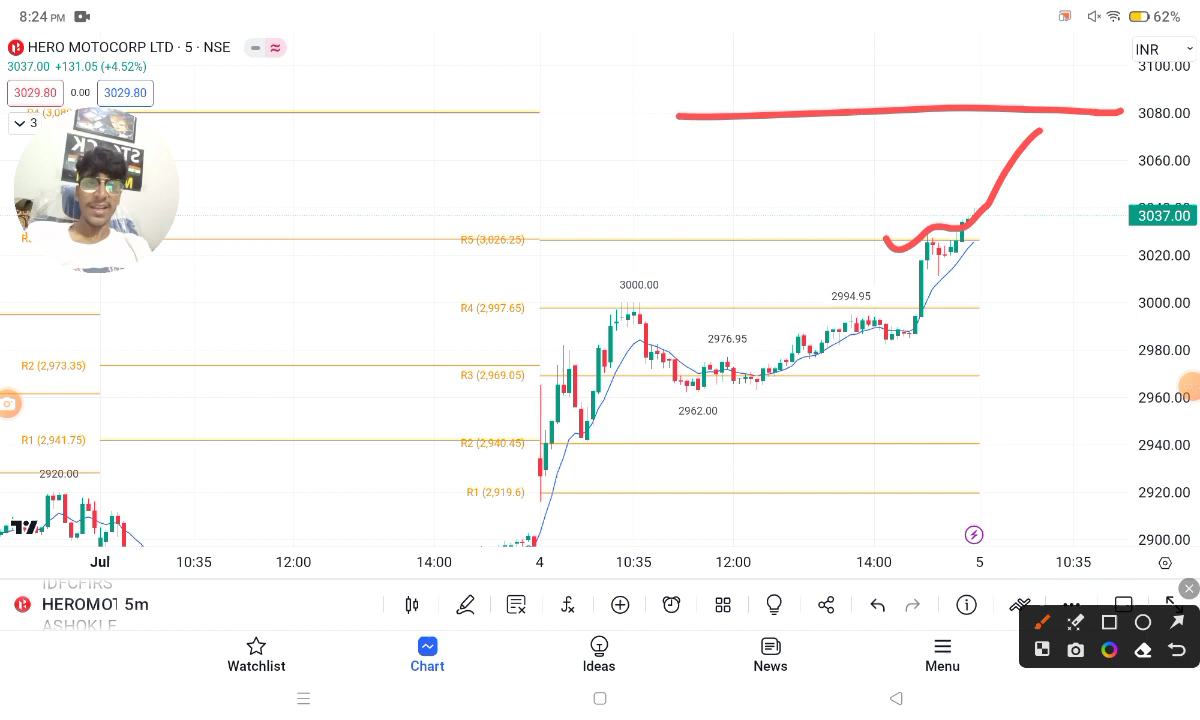 8:24 PM
62%
HERO MOTOCORP LTD · 5 · NSE
INR
3037.00 +131.05 (+4.52%)
3029.80 0.00 3029.80
3
3100.00
3080.00
3060.00
3037.00
3020.00
3000.00
2980.00
2960.00
2940.00
2920.00
2900.00
R5 (3,026.25)
3000.00
2994.95
R4 (2,997.65)
2976.95
R2 (2,973.35)
R3 (2,969.05)
2962.00
R1 (2,941.75)
R2 (2,940.45)
2920.00
R1 (2,919.6)
Jul 10:35 12:00 14:00 4 10:35 12:00 14:00 5 10:35
IDFCFIRS
HEROMOT 5m
ASHOKLE
Watchlist Chart Ideas News Menu